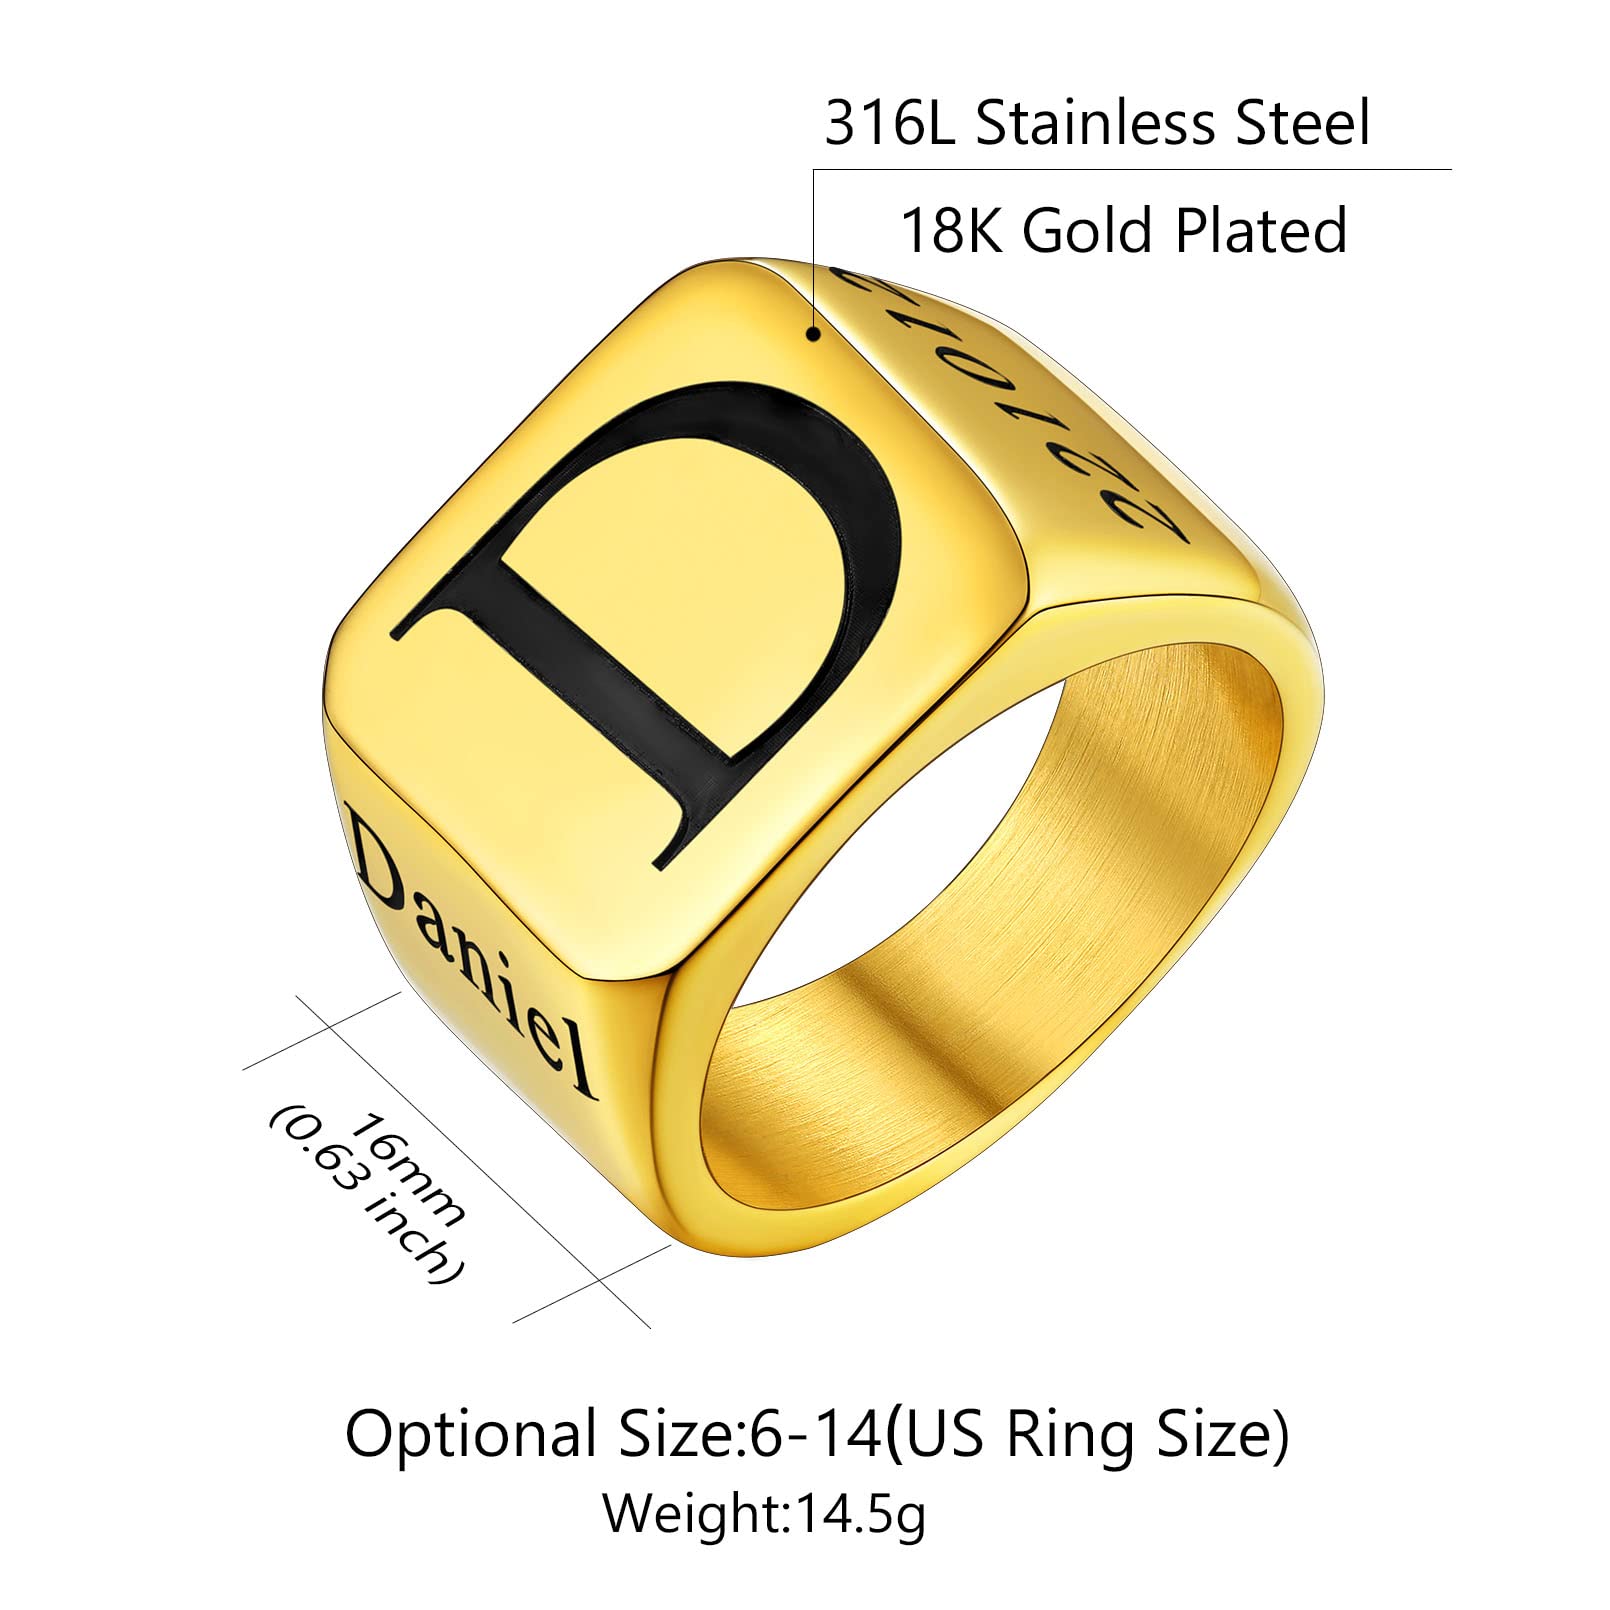 316L Stainless Steel
18K Gold Plated
221012
D
Daniel
16mm
(0.63 inch)
Optional Size:6-14(US Ring Size)
Weight:14.5g